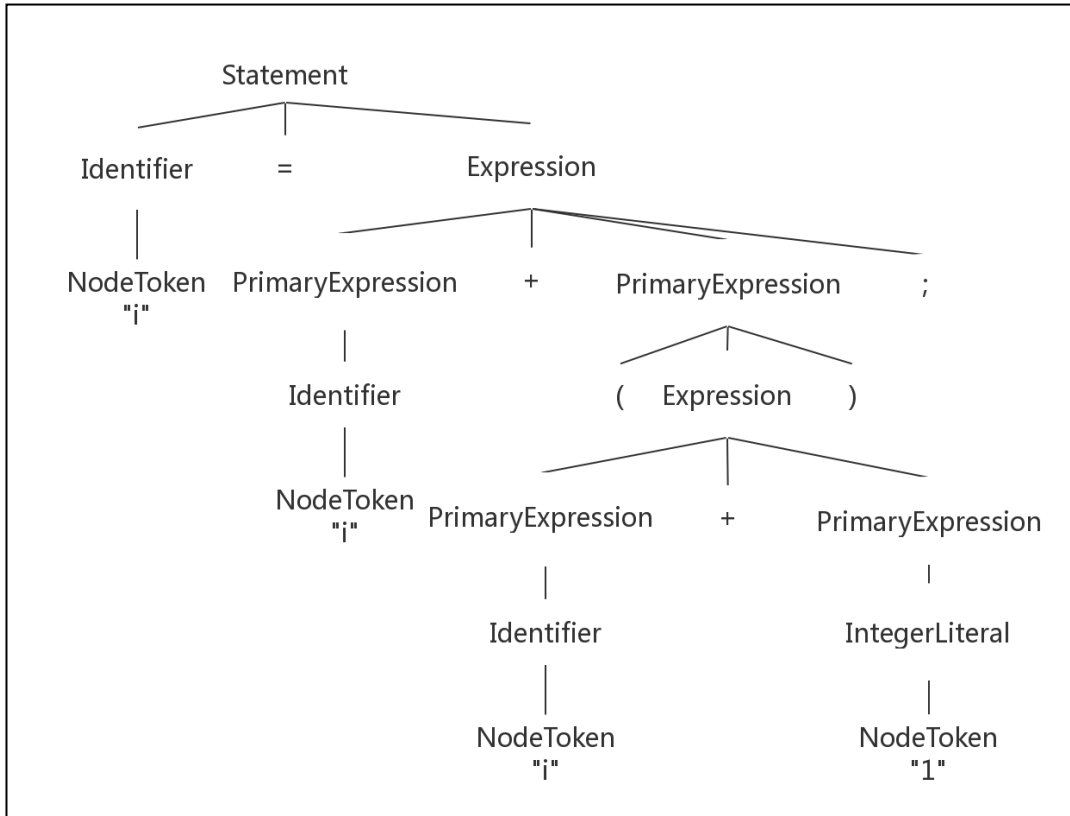 Statement
Identifier = Expression
NodeToken PrimaryExpression + PrimaryExpression ;
"i"
Identifier ( Expression )
NodeToken PrimaryExpression + PrimaryExpression
"i"
Identifier IntegerLiteral
NodeToken NodeToken
"i" "1"